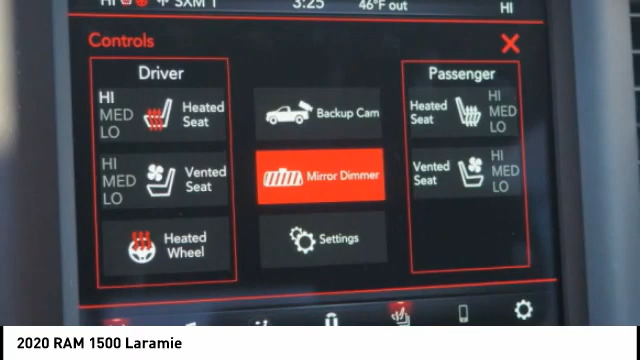 HI SXM 1 3:25 46°F out HI
Controls
Driver
HI
MED
LO
Heated
Seat
HI
MED
LO
Vented
Seat
Heated
Wheel
Backup Cam
Mirror Dimmer
Settings
Passenger
Heated
Seat
HI
MED
LO
Vented
Seat
HI
MED
LO
2020 RAM 1500 Laramie